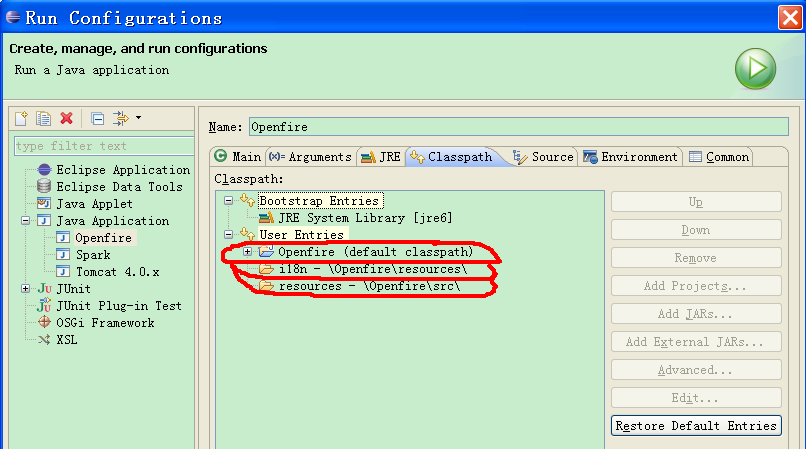 Run Configurations
Create, manage, and run configurations
Run a Java application
type filter text
Eclipse Application
Eclipse Data Tools
Java Applet
Java Application
Openfire
Spark
Tomcat 4.0.x
JUnit
JUnit Plug-in Test
OSGi Framework
XSL
Name: Openfire
Main (x)= Arguments JRE Classpath Source Environment Common
Classpath:
Bootstrap Entries
JRE System Library [jre6]
User Entries
Openfire (default classpath)
i18n - \Openfire\resources\
resources - \Openfire\src\
Up
Down
Remove
Add Projects...
Add JARs...
Add External JARs...
Advanced...
Edit...
Restore Default Entries